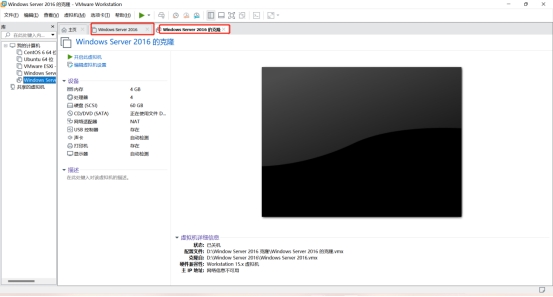 Windows Server 2016 的克隆 - VMware Workstation
文件(F) 编辑(E) 查看(V) 虚拟机(M) 选项卡(T) 帮助(H)
库
在此处键入内...
我的计算机
CentOS 6 64 位
Ubuntu 64 位
VMware ESXi
Windows Serve
Windows Serve
共享的虚拟机
主页 Windows Server 2016 Windows Server 2016 的克隆
Windows Server 2016 的克隆
开启此虚拟机
编辑虚拟机设置
设备
内存 4 GB
处理器 4
硬盘 (SCSI) 60 GB
CD/DVD (SATA) 正在使用文件 D...
网络适配器 NAT
USB 控制器 存在
声卡 自动检测
打印机 存在
显示器 自动检测
描述
在此处键入对该虚拟机的描述。
虚拟机详细信息
状态: 已关机
配置文件: D:\Window Server 2016 克隆\Windows Server 2016 的克隆.vmx
克隆自: D:\Window Server 2016\Windows Server 2016.vmx
硬件兼容性: Workstation 15.x 虚拟机
主 IP 地址: 网络信息不可用